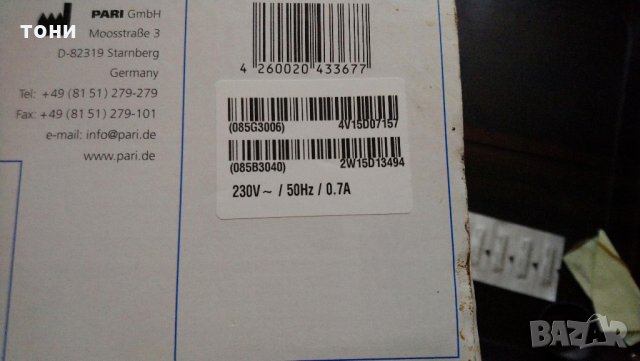 PARI GmbH
Moosstraße 3
D-82319 Starnberg
Germany
Tel: +49 (81 51) 279-279
Fax: +49 (81 51) 279-101
e-mail: info@pari.de
www.pari.de
ТОНИ
4 260020 433677
(085G3006) 4V15D07157
(085B3040) 2W15D13494
230V ~ / 50Hz / 0.7A
BAZAR